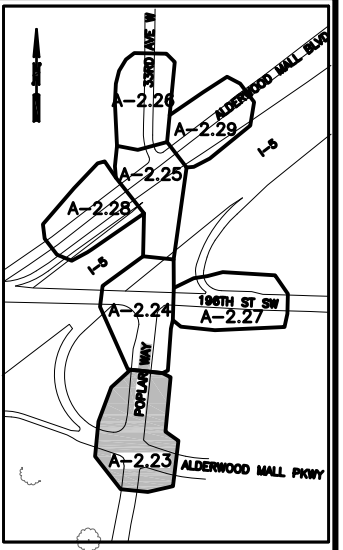 33RD AVE W
ALDERWOOD MALL BLVD
A-2.26
A-2.29
I-5
A-2.25
A-2.28
I-5
196TH ST SW
A-2.27
A-2.24
POPLAR WAY
A-2.23
ALDERWOOD MALL PKWY